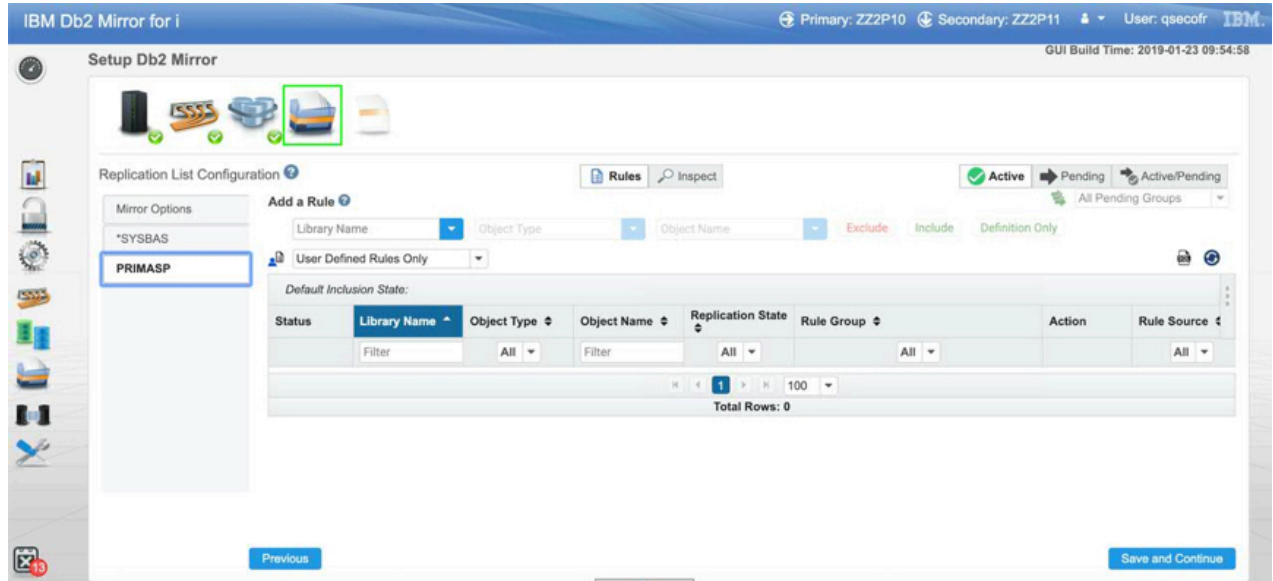 IBM Db2 Mirror for i
Primary: ZZ2P10 Secondary: ZZ2P11 User: qsecofr IBM.
GUI Build Time: 2019-01-23 09:54:58
Setup Db2 Mirror
Replication List Configuration ? Rules Inspect Active Pending Active/Pending
All Pending Groups
Mirror Options
*SYSBAS
PRIMASP
Add a Rule ?
Library Name Object Type Object Name Exclude Include Definition Only
User Defined Rules Only
Default Inclusion State:
Status Library Name Object Type Object Name Replication State Rule Group Action Rule Source
Filter All Filter All All All
1 100
Total Rows: 0
Previous Save and Continue
13